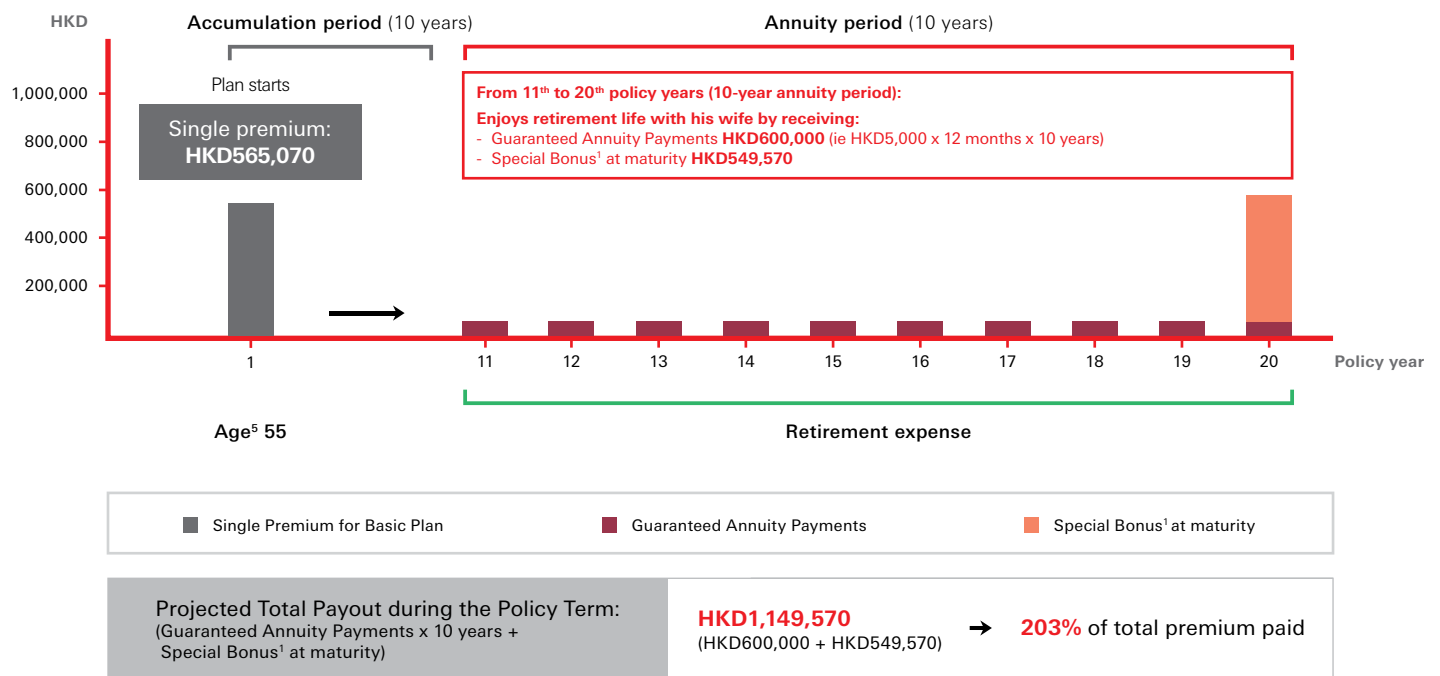 HKD
Accumulation period (10 years)
Annuity period (10 years)
Plan starts
Single premium:
HKD565,070
From 11th to 20th policy years (10-year annuity period):
Enjoys retirement life with his wife by receiving:
- Guaranteed Annuity Payments HKD600,000 (ie HKD5,000 x 12 months x 10 years)
- Special Bonus1 at maturity HKD549,570
1,000,000
800,000
600,000
400,000
200,000
1 11 12 13 14 15 16 17 18 19 20 Policy year
Age5 55
Retirement expense
Single Premium for Basic Plan
Guaranteed Annuity Payments
Special Bonus1 at maturity
Projected Total Payout during the Policy Term:
(Guaranteed Annuity Payments x 10 years +
Special Bonus1 at maturity)
HKD1,149,570
(HKD600,000 + HKD549,570)
→ 203% of total premium paid